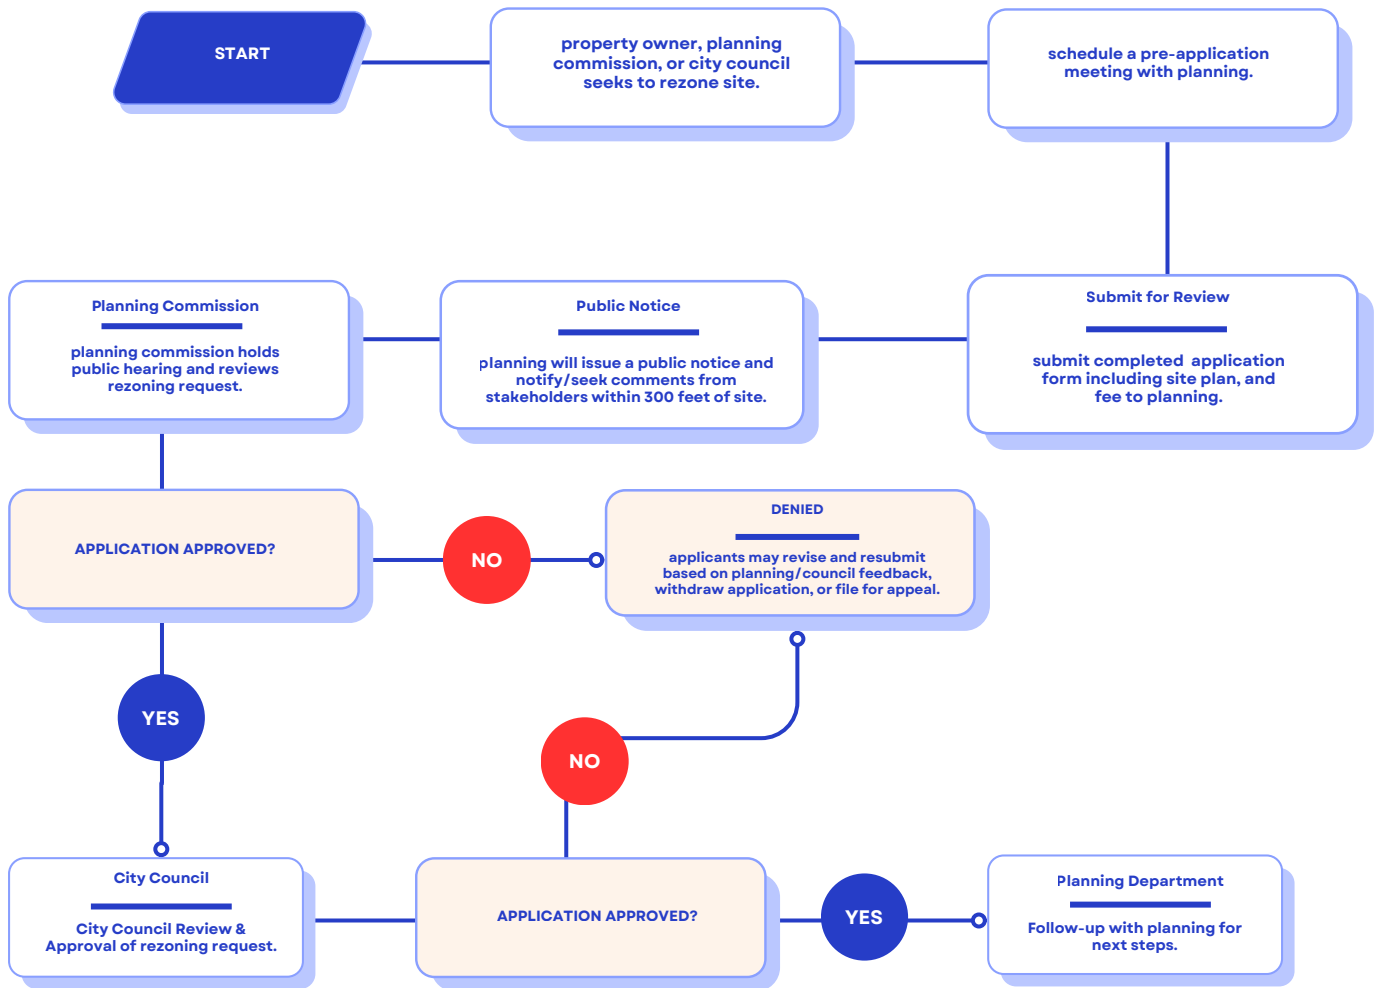 START
property owner, planning
commission, or city council
seeks to rezone site.
schedule a pre-application
meeting with planning.
Submit for Review
submit completed  application
form including site plan, and
fee to planning.
Public Notice
planning will issue a public notice and
notify/seek comments from
stakeholders within 300 feet of site.
Planning Commission
planning commission holds
public hearing and reviews
rezoning request.
APPLICATION APPROVED?
NO
DENIED
applicants may revise and resubmit
based on planning/council feedback,
withdraw application, or file for appeal.
YES
City Council
City Council Review &
Approval of rezoning request.
APPLICATION APPROVED?
NO
YES
Planning Department
Follow-up with planning for
next steps.